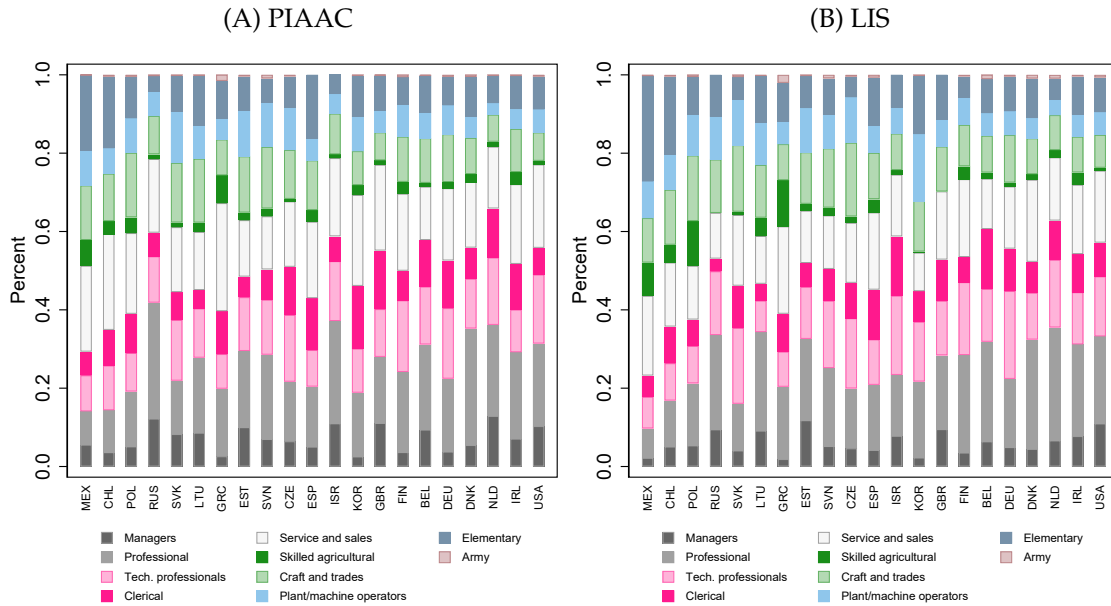 (A) PIAAC
1.0
0.8
0.6
0.4
0.2
0.0
Percent
MEX CHL POL RUS SVK LTU GRC EST SVN CZE ESP ISR KOR GBR FIN BEL DEU DNK NLD IRL USA
Managers Service and sales Elementary
Professional Skilled agricultural Army
Tech. professionals Craft and trades
Clerical Plant/machine operators
(B) LIS
1.0
0.8
0.6
0.4
0.2
0.0
Percent
MEX CHL POL RUS SVK LTU GRC EST SVN CZE ESP ISR KOR GBR FIN BEL DEU DNK NLD IRL USA
Managers Service and sales Elementary
Professional Skilled agricultural Army
Tech. professionals Craft and trades
Clerical Plant/machine operators